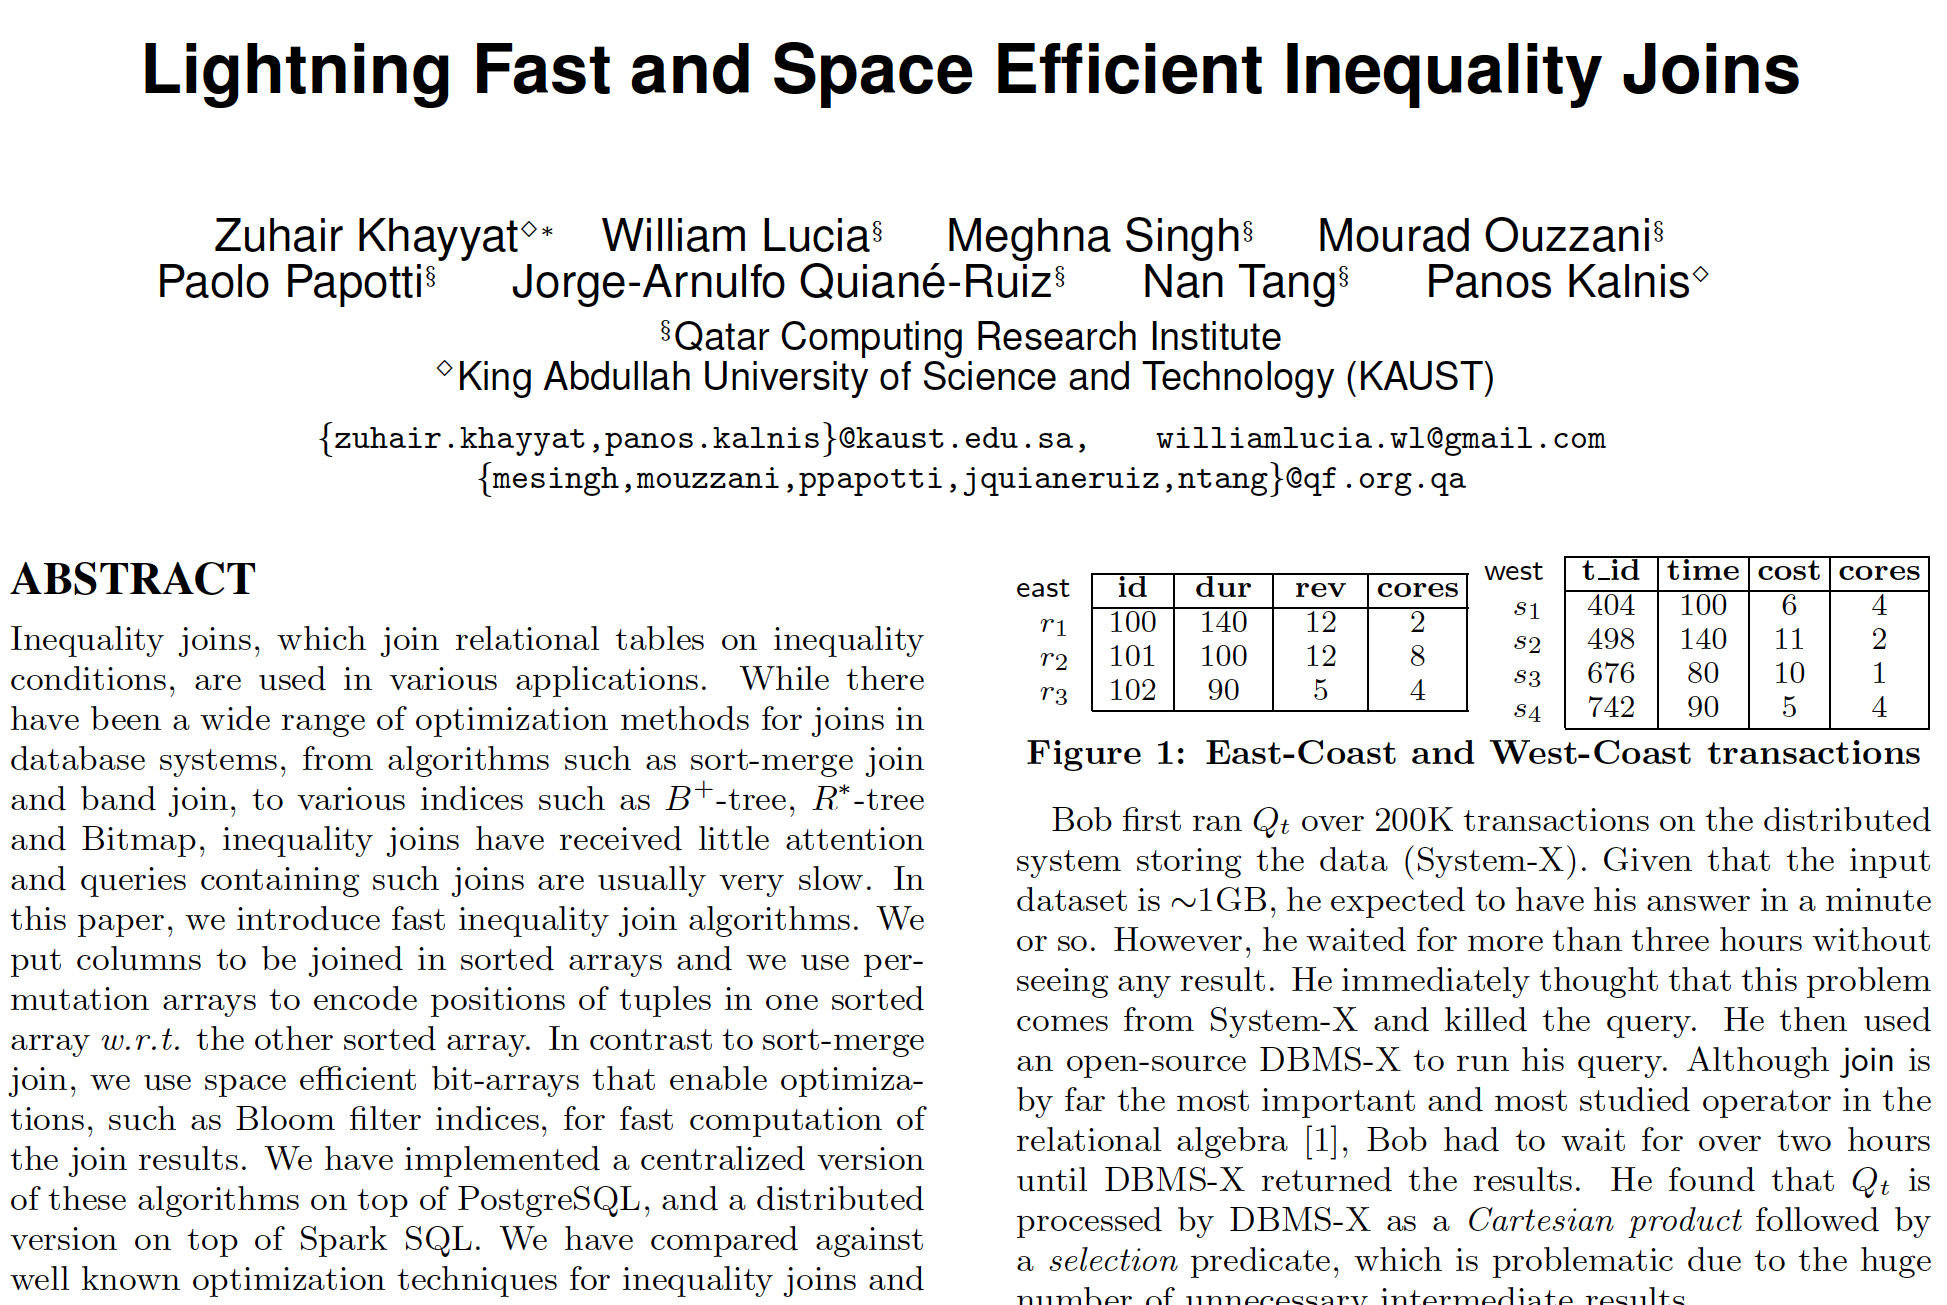 Lightning Fast and Space Efficient Inequality Joins
Zuhair Khayyat◇* William Lucia§ Meghna Singh§ Mourad Ouzzani§
Paolo Papotti§ Jorge-Arnulfo Quiané-Ruiz§ Nan Tang§ Panos Kalnis◇
§Qatar Computing Research Institute
◇King Abdullah University of Science and Technology (KAUST)
{zuhair.khayyat,panos.kalnis}@kaust.edu.sa, williamlucia.wl@gmail.com
{mesingh,mouzzani,ppapotti,jquianeruiz,ntang}@qf.org.qa
ABSTRACT
Inequality joins, which join relational tables on inequality
conditions, are used in various applications. While there
have been a wide range of optimization methods for joins in
database systems, from algorithms such as sort-merge join
and band join, to various indices such as B+-tree, R*-tree
and Bitmap, inequality joins have received little attention
and queries containing such joins are usually very slow. In
this paper, we introduce fast inequality join algorithms. We
put columns to be joined in sorted arrays and we use per-
mutation arrays to encode positions of tuples in one sorted
array w.r.t. the other sorted array. In contrast to sort-merge
join, we use space efficient bit-arrays that enable optimiza-
tions, such as Bloom filter indices, for fast computation of
the join results. We have implemented a centralized version
of these algorithms on top of PostgreSQL, and a distributed
version on top of Spark SQL. We have compared against
well known optimization techniques for inequality joins and
east id dur rev cores
r1 100 140 12 2
r2 101 100 12 8
r3 102 90 5 4
west t_id time cost cores
s1 404 100 6 4
s2 498 140 11 2
s3 676 80 10 1
s4 742 90 5 4
Figure 1: East-Coast and West-Coast transactions
Bob first ran Qt over 200K transactions on the distributed
system storing the data (System-X). Given that the input
dataset is ∼1GB, he expected to have his answer in a minute
or so. However, he waited for more than three hours without
seeing any result. He immediately thought that this problem
comes from System-X and killed the query. He then used
an open-source DBMS-X to run his query. Although join is
by far the most important and most studied operator in the
relational algebra [1], Bob had to wait for over two hours
until DBMS-X returned the results. He found that Qt is
processed by DBMS-X as a Cartesian product followed by
a selection predicate, which is problematic due to the huge
number of unnecessary intermediate results.